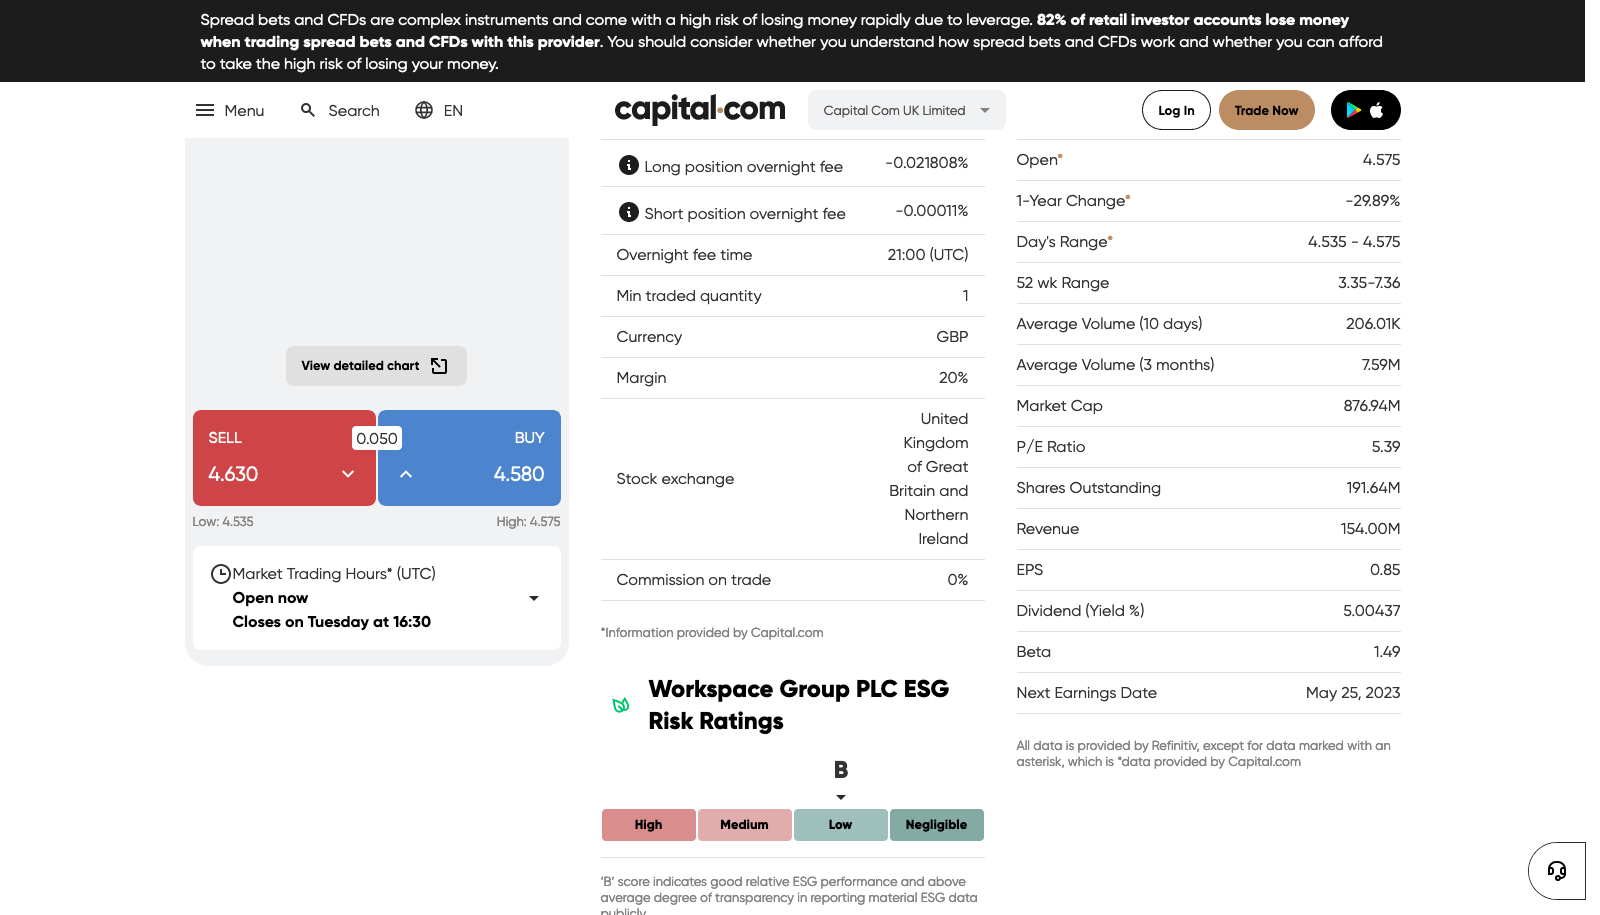 Spread bets and CFDs are complex instruments and come with a high risk of losing money rapidly due to leverage. 82% of retail investor accounts lose money
when trading spread bets and CFDs with this provider. You should consider whether you understand how spread bets and CFDs work and whether you can afford
to take the high risk of losing your money.
Menu
Search
EN
capital.com
Capital Com UK Limited
Log In
Trade Now
View detailed chart
SELL
4.630
0.050
BUY
4.580
Low: 4.535
High: 4.575
Market Trading Hours* (UTC)
Open now
Closes on Tuesday at 16:30
Long position overnight fee -0.021808%
Short position overnight fee -0.00011%
Overnight fee time 21:00 (UTC)
Min traded quantity 1
Currency GBP
Margin 20%
Stock exchange
United
Kingdom
of Great
Britain and
Northern
Ireland
Commission on trade 0%
*Information provided by Capital.com
Workspace Group PLC ESG
Risk Ratings
B
High Medium Low Negligible
'B' score indicates good relative ESG performance and above
average degree of transparency in reporting material ESG data
publicly
Open* 4.575
1-Year Change* -29.89%
Day's Range* 4.535 - 4.575
52 wk Range 3.35-7.36
Average Volume (10 days) 206.01K
Average Volume (3 months) 7.59M
Market Cap 876.94M
P/E Ratio 5.39
Shares Outstanding 191.64M
Revenue 154.00M
EPS 0.85
Dividend (Yield %) 5.00437
Beta 1.49
Next Earnings Date May 25, 2023
All data is provided by Refinitiv, except for data marked with an
asterisk, which is *data provided by Capital.com